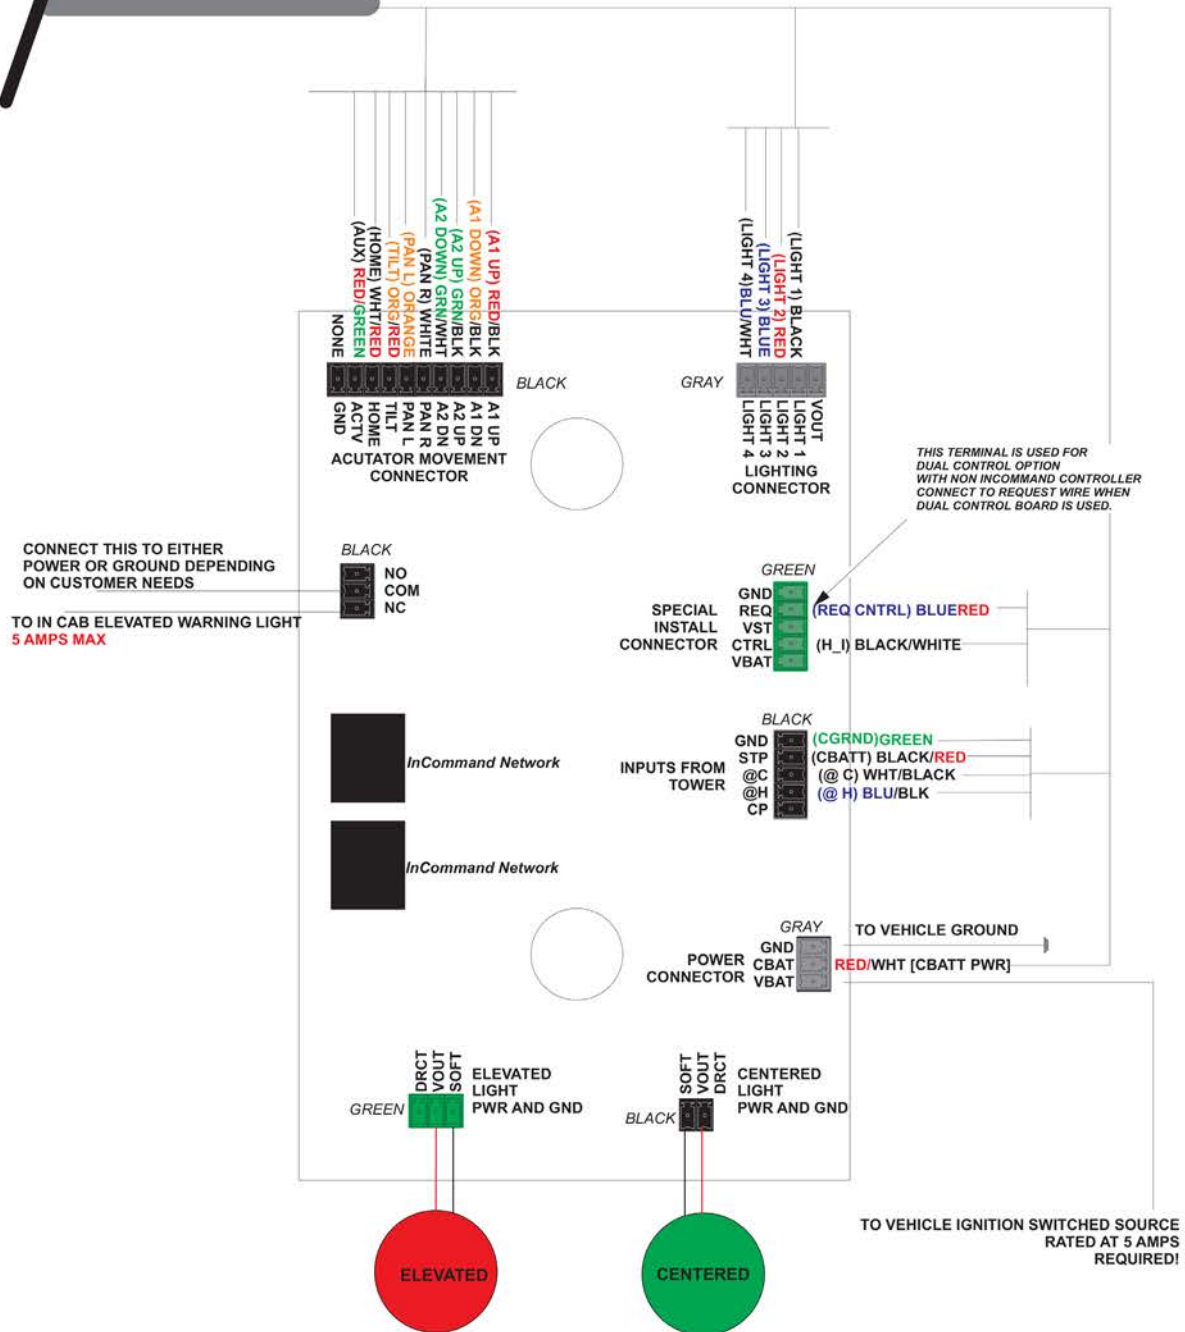 (AUX) RED/GREEN
(HOME) WHT/RED
(TILT) ORG/RED
(PAN L) ORANGE
(PAN R) WHITE
(A2 DOWN) GRN/WHT
(A2 UP) GRN/BLK
(A1 DOWN) ORG/BLK
(A1 UP) RED/BLK
NONE
GND
ACTV
HOME
TILT
PAN L
PAN R
A2 DN
A2 UP
A1 DN
A1 UP
BLACK
ACUTATOR MOVEMENT
CONNECTOR
(LIGHT 4)BLU/WHT
(LIGHT 3) BLUE
(LIGHT 2) RED
(LIGHT 1) BLACK
GRAY
LIGHT 4
LIGHT 3
LIGHT 2
LIGHT 1
VOUT
LIGHTING
CONNECTOR
THIS TERMINAL IS USED FOR
DUAL CONTROL OPTION
WITH NON INCOMMAND CONTROLLER
CONNECT TO REQUEST WIRE WHEN
DUAL CONTROL BOARD IS USED.
CONNECT THIS TO EITHER
POWER OR GROUND DEPENDING
ON CUSTOMER NEEDS
TO IN CAB ELEVATED WARNING LIGHT
5 AMPS MAX
BLACK
NO
COM
NC
GREEN
SPECIAL
INSTALL
CONNECTOR
GND
REQ
VST
CTRL
VBAT
(REQ CNTRL) BLUERED
(H_I) BLACK/WHITE
BLACK
INPUTS FROM
TOWER
GND
STP
@C
@H
CP
(CGRND)GREEN
(CBATT) BLACK/RED
(@ C) WHT/BLACK
(@ H) BLU/BLK
InCommand Network
InCommand Network
GRAY
POWER
CONNECTOR
GND
CBAT
VBAT
TO VEHICLE GROUND
RED/WHT [CBATT PWR]
DRCT
VOUT
SOFT
GREEN
ELEVATED
LIGHT
PWR AND GND
SOFT
VOUT
DRCT
BLACK
CENTERED
LIGHT
PWR AND GND
ELEVATED
CENTERED
TO VEHICLE IGNITION SWITCHED SOURCE
RATED AT 5 AMPS
REQUIRED!